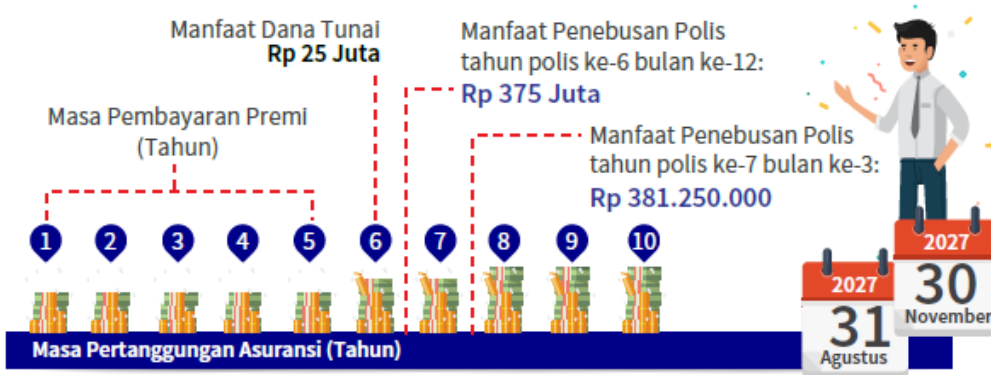 Manfaat Dana Tunai
Rp 25 Juta
Manfaat Penebusan Polis
tahun polis ke-6 bulan ke-12:
Rp 375 Juta
Masa Pembayaran Premi
(Tahun)
Manfaat Penebusan Polis
tahun polis ke-7 bulan ke-3:
Rp 381.250.000
1 2 3 4 5 6 7 8 9 10
Masa Pertanggungan Asuransi (Tahun)
2027
31
Agustus
2027
30
November